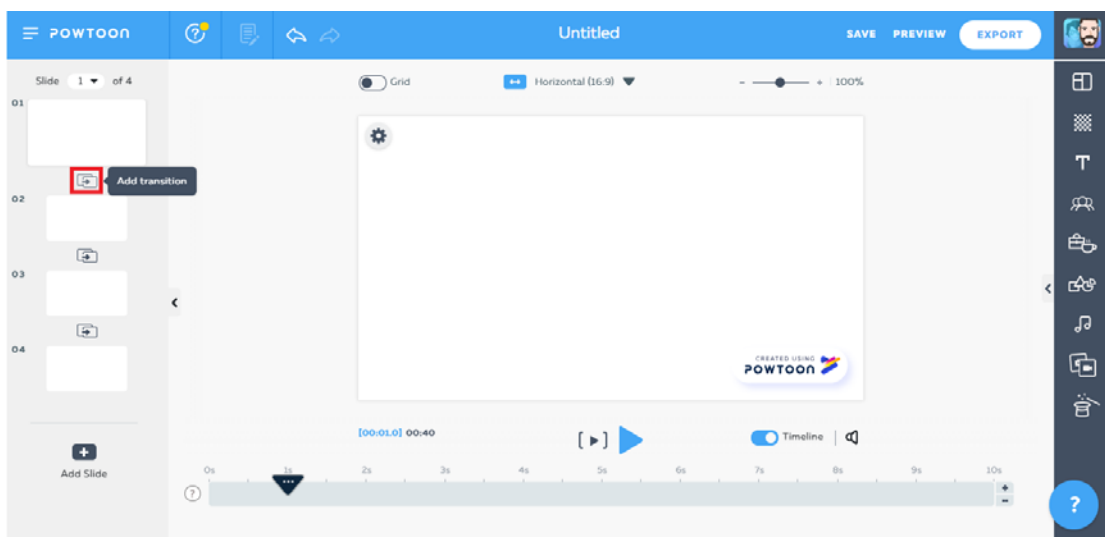 POWTOON
Untitled
SAVE PREVIEW EXPORT
Slide 1 of 4
Grid
Horizontal (16:9)
- + 100%
01
Add transition
02
03
04
CREATED USING
POWTOON
[00:01.0] 00:40
Timeline
Add Slide
0s 1s 2s 3s 4s 5s 6s 7s 8s 9s 10s